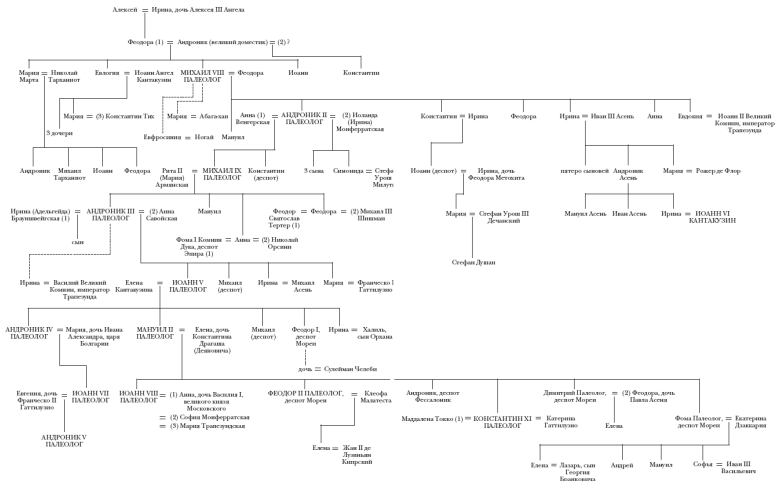 Алексей = Ирина, дочь Алексея III Ангела
Феодора (1) = Андроник (великий доместик) = (2) ?
Мария = Николай Евлогия = Иоанн Ангел МИХАИЛ VIII = Феодора Иоанн Константин
Марта Тарханиот Кантакузин ПАЛЕОЛОГ
Мария = (3) Константин Тих Мария = Абага-хан Анна (1) = АНДРОНИК II = (2) Иоланда Константин = Ирина Феодора Ирина = Иван III Асень Анна Евдокия = Иоанн II Великий
Венгерская ПАЛЕОЛОГ (Ирина) Комнин, император
Монферратская Трапезунда
3 дочери Евфросиния = Ногай Мануил
Андроник Михаил Иоанн Феодора Рита II = МИХАИЛ IX Константин 3 сына Симонида = Стефан Иоанн (деспот) = Ирина, дочь пятеро сыновей Андроник Мария = Рожер де Флор
Тарханиот (Мария) ПАЛЕОЛОГ (деспот) Урош Феодора Метохита Асень
Армянская Милут
Ирина (Адельгейда) = АНДРОНИК III = (2) Анна Мануил Феодор = Феодора = (2) Михаил III Мария = Стефан Урош III Мануил Асень Иван Асень Ирина = ИОАНН VI
Брауншвейгская (1) ПАЛЕОЛОГ Савойская Святослав Шишман Дечанский КАНТАКУЗИН
Тертер (1)
сын Фома I Комнин = Анна = (2) Николай
Дука, деспот Орсини
Эпира (1)
Стефан Душан
Ирина = Василий Великий Елена = ИОАНН V Михаил Ирина = Михаил Мария = Франческо I
Комнин, император Кантакузина ПАЛЕОЛОГ (деспот) Асень Гаттилузио
Трапезунда
АНДРОНИК IV = Мария, дочь Ивана МАНУИЛ II = Елена, дочь Михаил Феодор I, Ирина = Халиль,
ПАЛЕОЛОГ Александра, царя ПАЛЕОЛОГ Константина (деспот) деспот сын Орхана
Болгарии Драгаша Мореи
(Деяновича)
дочь = Сулейман Челеби
Евгения, дочь = ИОАНН VII ИОАНН VIII = (1) Анна, дочь Василия I, ФЕОДОР II ПАЛЕОЛОГ, = Клеофа Андроник, деспот Димитрий Палеолог, = (2) Феодора, дочь
Франческо II ПАЛЕОЛОГ ПАЛЕОЛОГ великого князя деспот Мореи Малатеста Фессалоник деспот Мореи Павла Асеня
Гаттилузио Московского
= (2) София Монферратская
= (3) Мария Трапезундская
Маддалена Токко (1) = КОНСТАНТИН XI = Катерина Елена Фома Палеолог, = Екатерина
ПАЛЕОЛОГ Гаттилузио деспот Мореи Дзаккария
АНДРОНИК V
ПАЛЕОЛОГ
Елена = Жан II де Елена = Лазарь, сын Андрей Мануил Софья = Иван III
Лузиньян Георгия Васильевич
Кипрский Бранковича